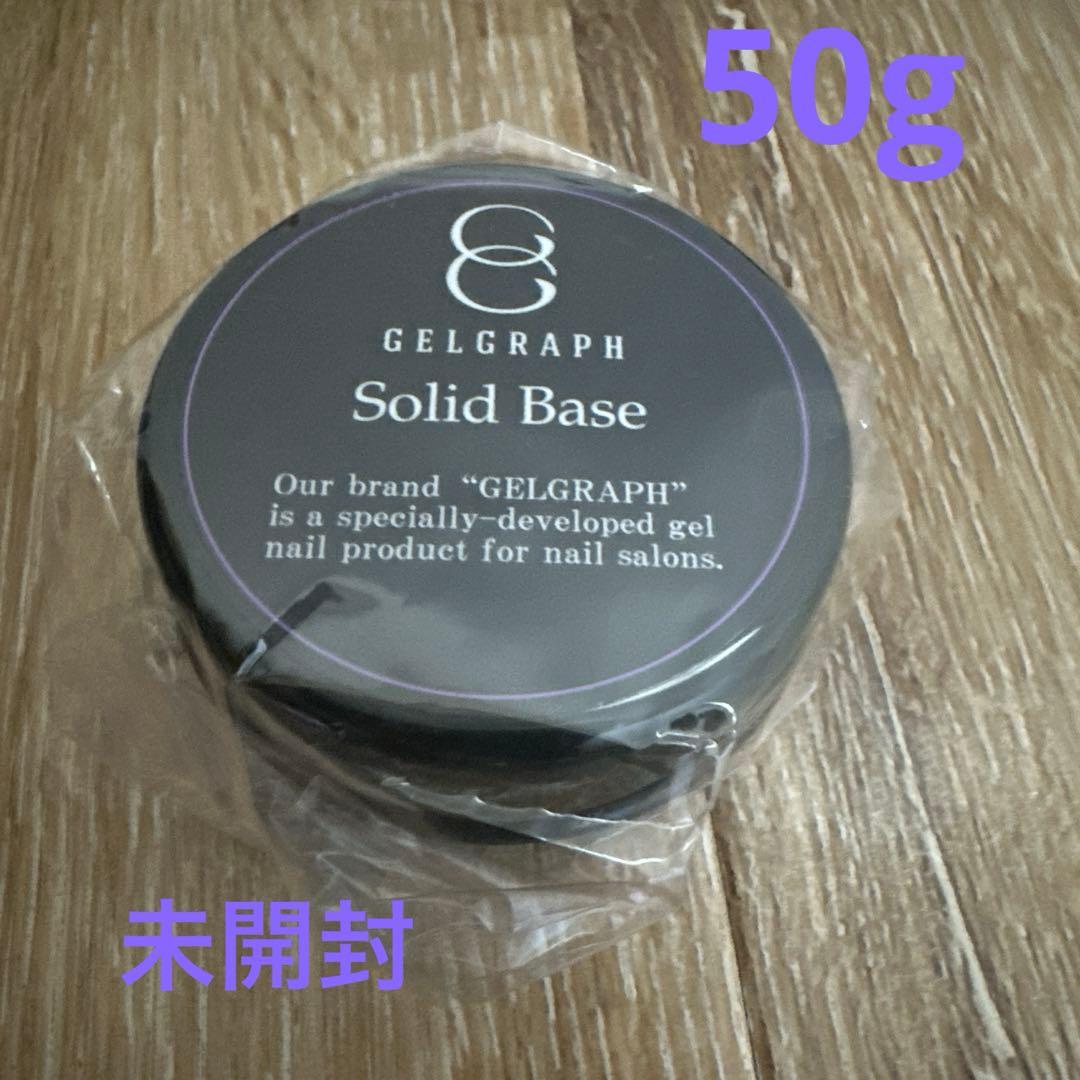 50g
GELGRAPH
Solid Base
Our brand “GELGRAPH”
is a specially-developed gel
nail product for nail salons.
未開封